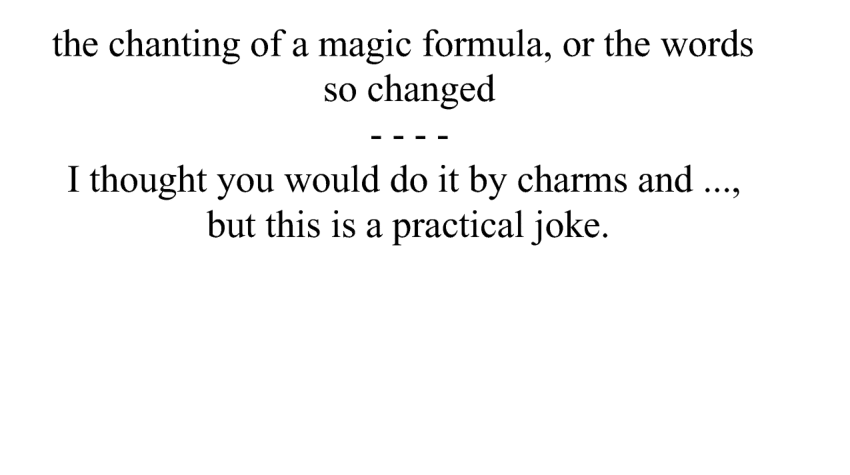 the chanting of a magic formula, or the words
so changed
- - - -
I thought you would do it by charms and ...,
but this is a practical joke.